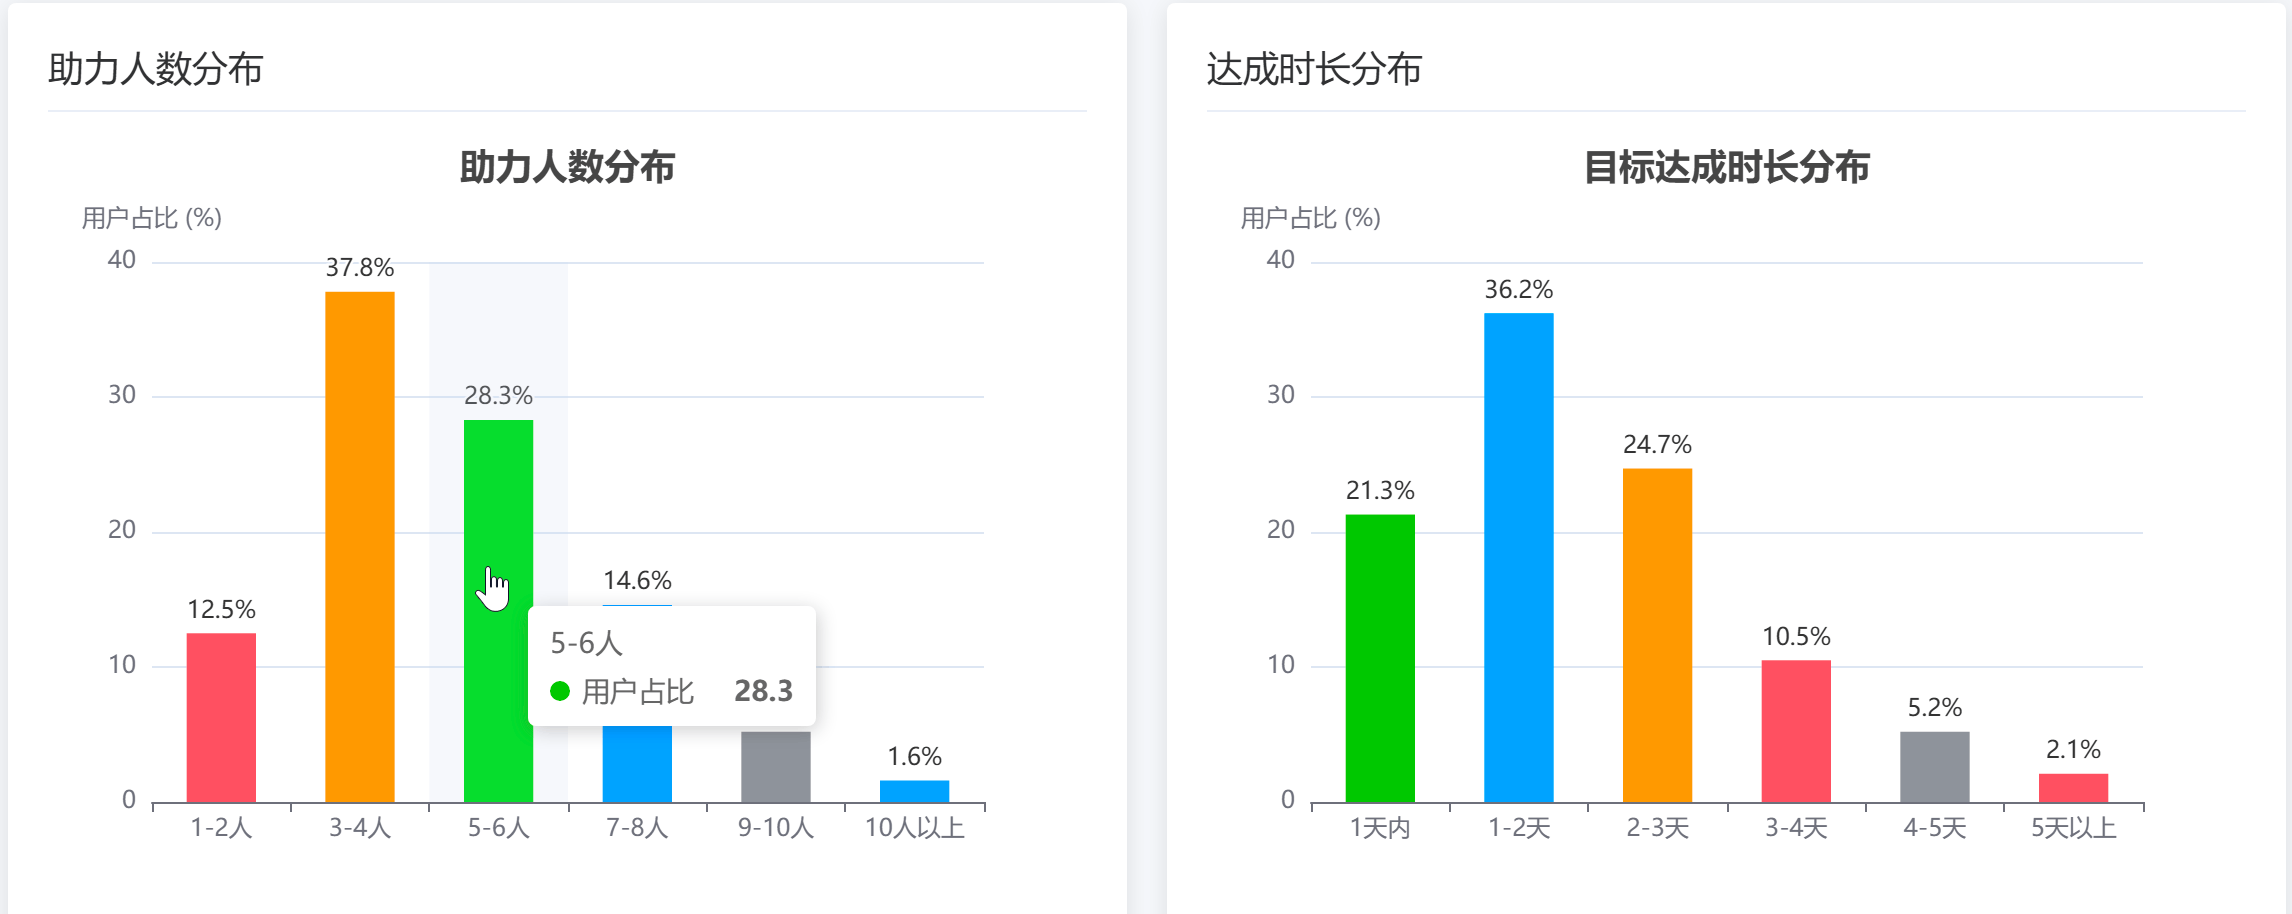 助力人数分布
助力人数分布
用户占比 (%)
40
30
20
10
0
12.5%
37.8%
28.3%
14.6%
1.6%
5-6人
用户占比 28.3
1-2人 3-4人 5-6人 7-8人 9-10人 10人以上
达成时长分布
目标达成时长分布
用户占比 (%)
40
30
20
10
0
21.3%
36.2%
24.7%
10.5%
5.2%
2.1%
1天内 1-2天 2-3天 3-4天 4-5天 5天以上